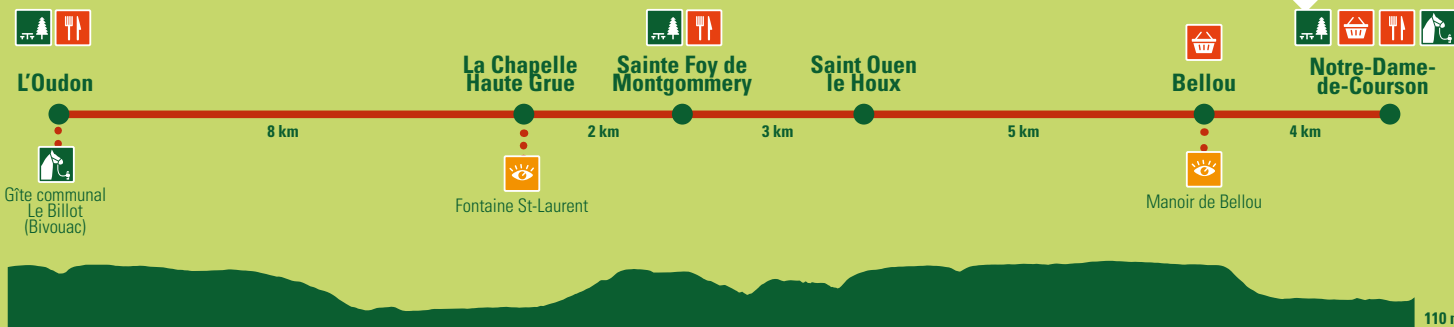 L'Oudon
La Chapelle
Haute Grue
Sainte Foy de
Montgommery
Saint Ouen
le Houx
Bellou
Notre-Dame-
de-Courson
8 km
2 km
3 km
5 km
4 km
Gîte communal
Le Billot
(Bivouac)
Fontaine St-Laurent
Manoir de Bellou
110